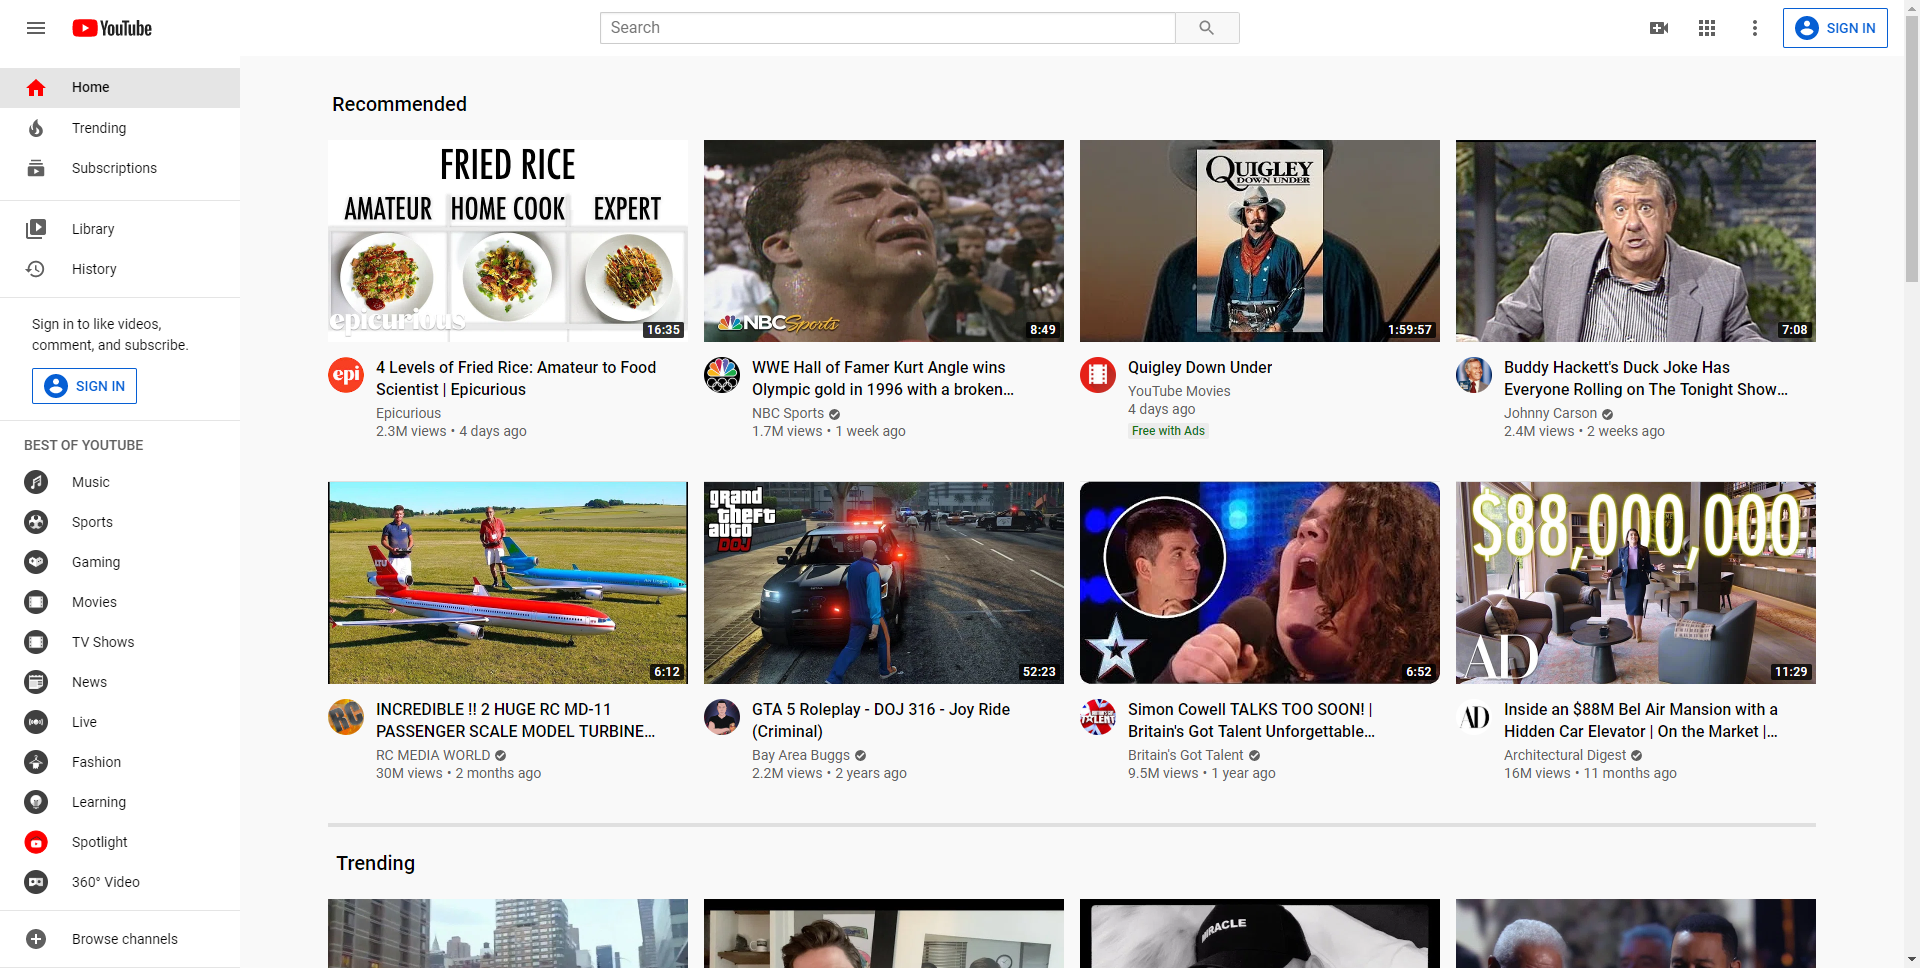 YouTube
Search
SIGN IN
Home
Trending
Subscriptions
Library
History
Sign in to like videos,
comment, and subscribe.
SIGN IN
BEST OF YOUTUBE
Music
Sports
Gaming
Movies
TV Shows
News
Live
Fashion
Learning
Spotlight
360° Video
Browse channels
Recommended
FRIED RICE
AMATEUR HOME COOK EXPERT
epicurious
16:35
epi
4 Levels of Fried Rice: Amateur to Food
Scientist | Epicurious
Epicurious
2.3M views • 4 days ago
NBC Sports
8:49
WWE Hall of Famer Kurt Angle wins
Olympic gold in 1996 with a broken...
NBC Sports
1.7M views • 1 week ago
QUIGLEY
DOWN UNDER
1:59:57
Quigley Down Under
YouTube Movies
4 days ago
Free with Ads
7:08
Buddy Hackett's Duck Joke Has
Everyone Rolling on The Tonight Show...
Johnny Carson
2.4M views • 2 weeks ago
LTU
6:12
RC
INCREDIBLE !! 2 HUGE RC MD-11
PASSENGER SCALE MODEL TURBINE...
RC MEDIA WORLD
30M views • 2 months ago
grand
theft
auto
DOJ
52:23
GTA 5 Roleplay - DOJ 316 - Joy Ride
(Criminal)
Bay Area Buggs
2.2M views • 2 years ago
6:52
TALENT
Simon Cowell TALKS TOO SOON! |
Britain's Got Talent Unforgettable...
Britain's Got Talent
9.5M views • 1 year ago
$88,000,000
AD
11:29
AD
Inside an $88M Bel Air Mansion with a
Hidden Car Elevator | On the Market |...
Architectural Digest
16M views • 11 months ago
Trending
MIRACLE